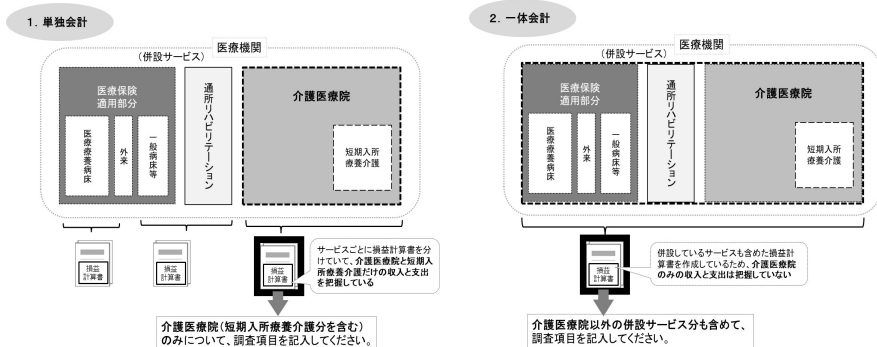 1．単独会計
医療機関
（併設サービス）
医療保険
適用部分
医療療養病床
外来
一般病床等
通所リハビリテーション
介護医療院
短期入所
療養介護
損益
計算書
損益
計算書
損益
計算書
サービスごとに損益計算書を分
けていて、介護医療院と短期入
所療養介護だけの収入と支出
を把握している
介護医療院（短期入所療養介護分を含む）
のみについて、調査項目を記入してください。
2．一体会計
医療機関
（併設サービス）
医療保険
適用部分
医療療養病床
外来
一般病床等
通所リハビリテーション
介護医療院
短期入所
療養介護
損益
計算書
併設しているサービスも含めた損益計
算書を作成しているため、介護医療院
のみの収入と支出は把握していない
介護医療院以外の併設サービス分も含めて、
調査項目を記入してください。